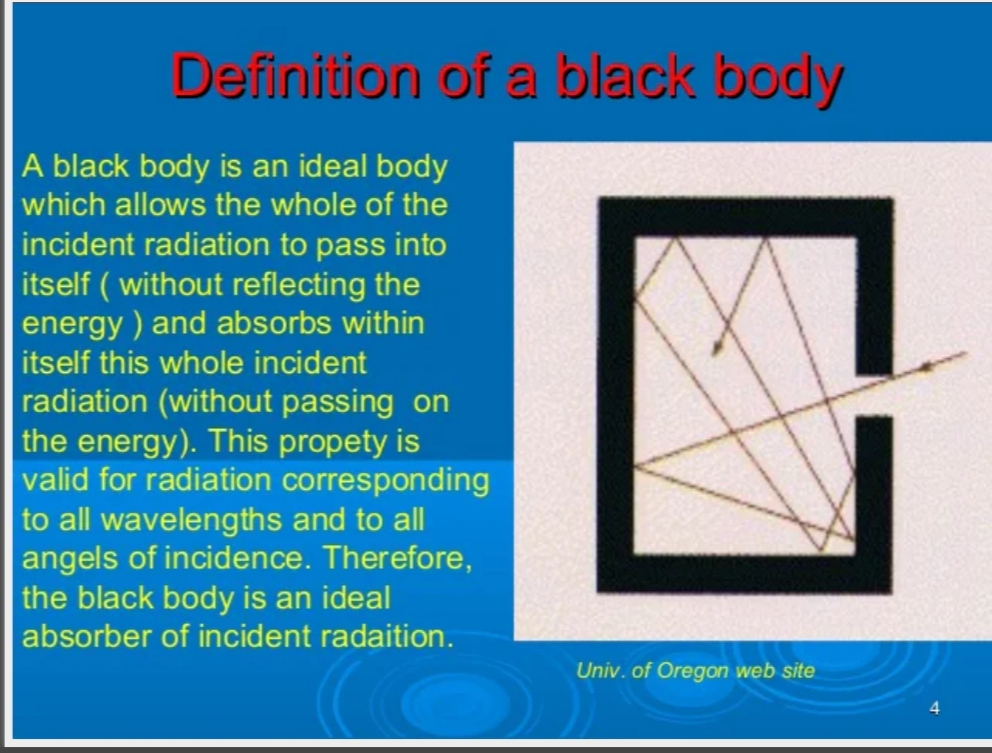 Definition of a black body
A black body is an ideal body
which allows the whole of the
incident radiation to pass into
itself ( without reflecting the
energy ) and absorbs within
itself this whole incident
radiation (without passing  on
the energy). This propety is
valid for radiation corresponding
to all wavelengths and to all
angels of incidence. Therefore,
the black body is an ideal
absorber of incident radaition.
Univ. of Oregon web site
4